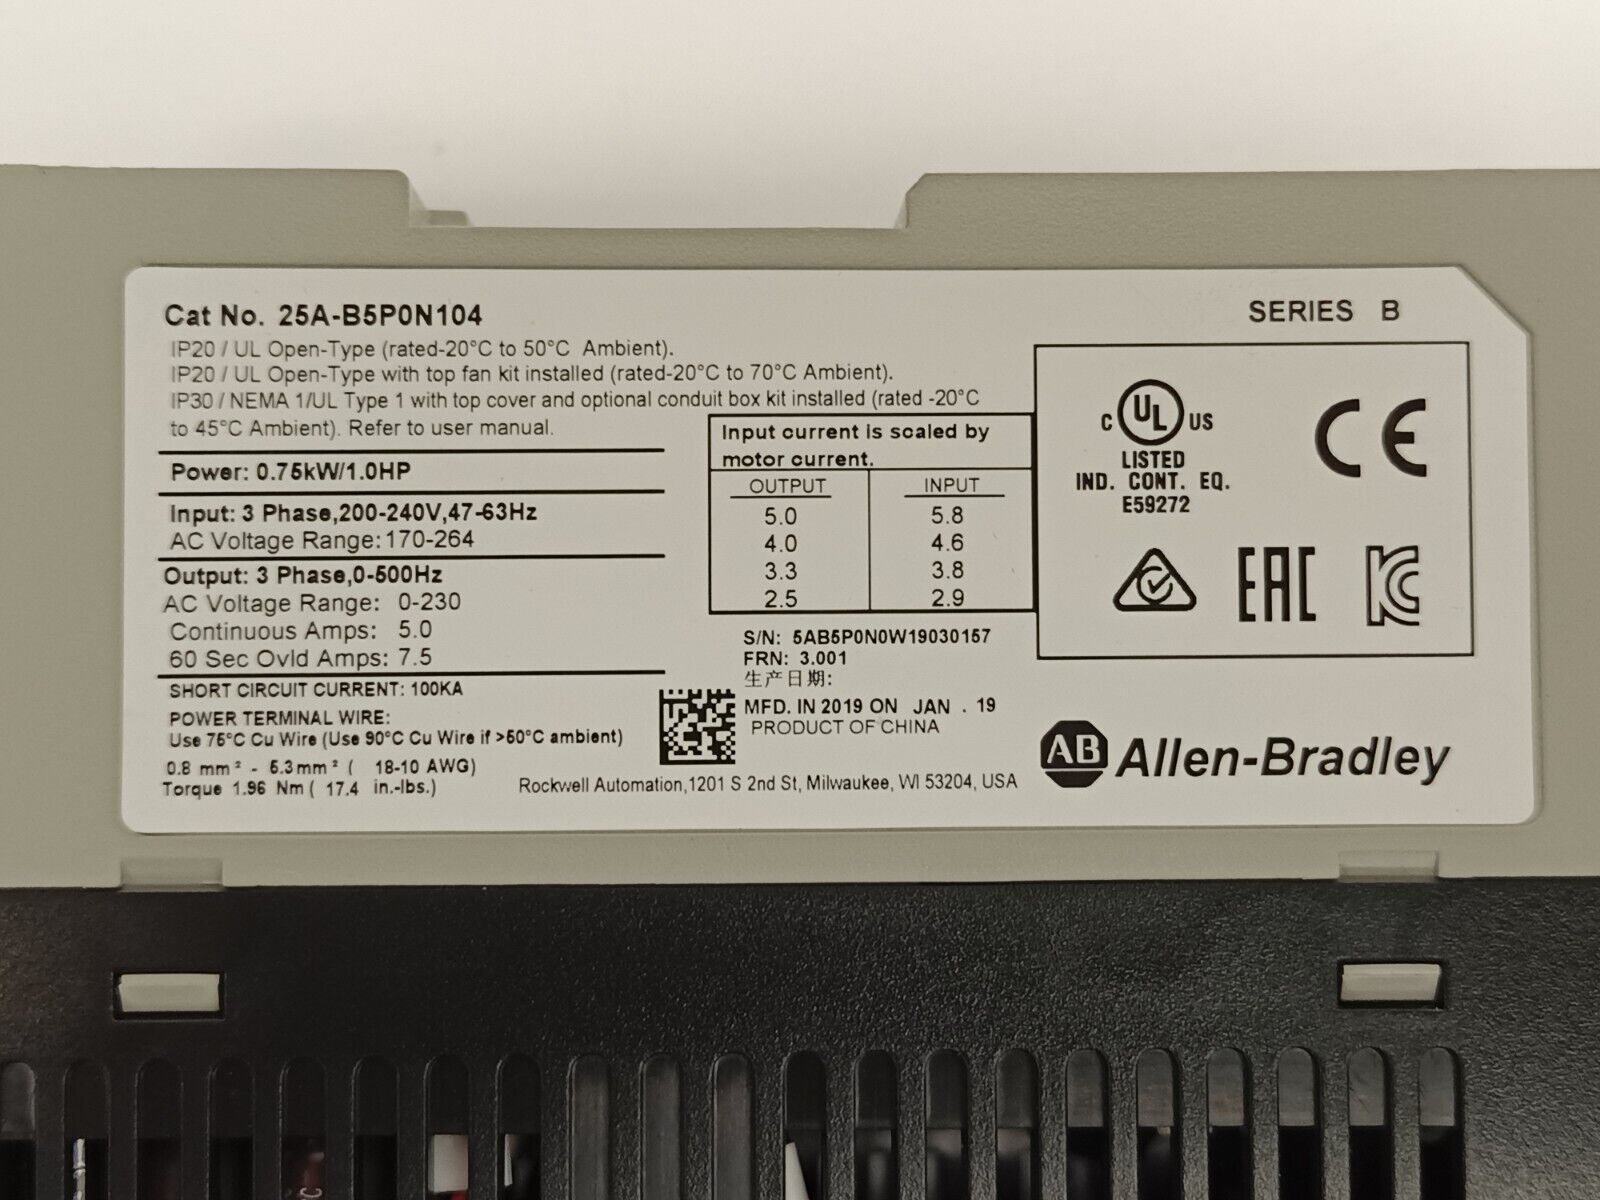 Cat No. 25A-B5P0N104
SERIES B
IP20 / UL Open-Type (rated-20°C to 50°C Ambient).
IP20 / UL Open-Type with top fan kit installed (rated-20°C to 70°C Ambient).
IP30 / NEMA 1/UL Type 1 with top cover and optional conduit box kit installed (rated -20°C
to 45°C Ambient). Refer to user manual.
Power: 0.75kW/1.0HP
Input: 3 Phase,200-240V,47-63Hz
AC Voltage Range:170-264
Output: 3 Phase,0-500Hz
AC Voltage Range: 0-230
Continuous Amps: 5.0
60 Sec Ovld Amps: 7.5
SHORT CIRCUIT CURRENT: 100KA
POWER TERMINAL WIRE:
Use 75°C Cu Wire (Use 90°C Cu Wire if >50°C ambient)
0.8 mm² - 5.3mm² ( 18-10 AWG)
Torque 1.96 Nm ( 17.4 in.-lbs.)
Input current is scaled by
motor current.
OUTPUT INPUT
5.0 5.8
4.0 4.6
3.3 3.8
2.5 2.9
S/N: 5AB5P0N0W19030157
FRN: 3.001
生产日期:
MFD. IN 2019 ON JAN . 19
PRODUCT OF CHINA
Rockwell Automation,1201 S 2nd St, Milwaukee, WI 53204, USA
C UL US
LISTED
IND. CONT. EQ.
E59272
CE
EAC
KC
AB Allen-Bradley